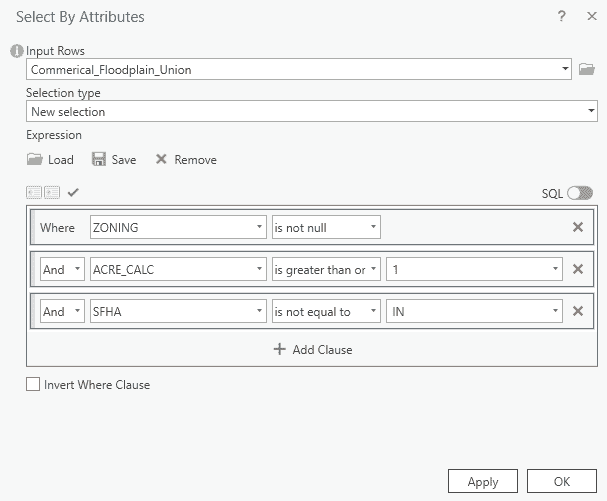 Select By Attributes ? ×
Input Rows
Commerical_Floodplain_Union
Selection type
New selection
Expression
Load Save Remove
SQL
Where ZONING is not null
And ACRE_CALC is greater than or 1
And SFHA is not equal to IN
+ Add Clause
Invert Where Clause
Apply OK